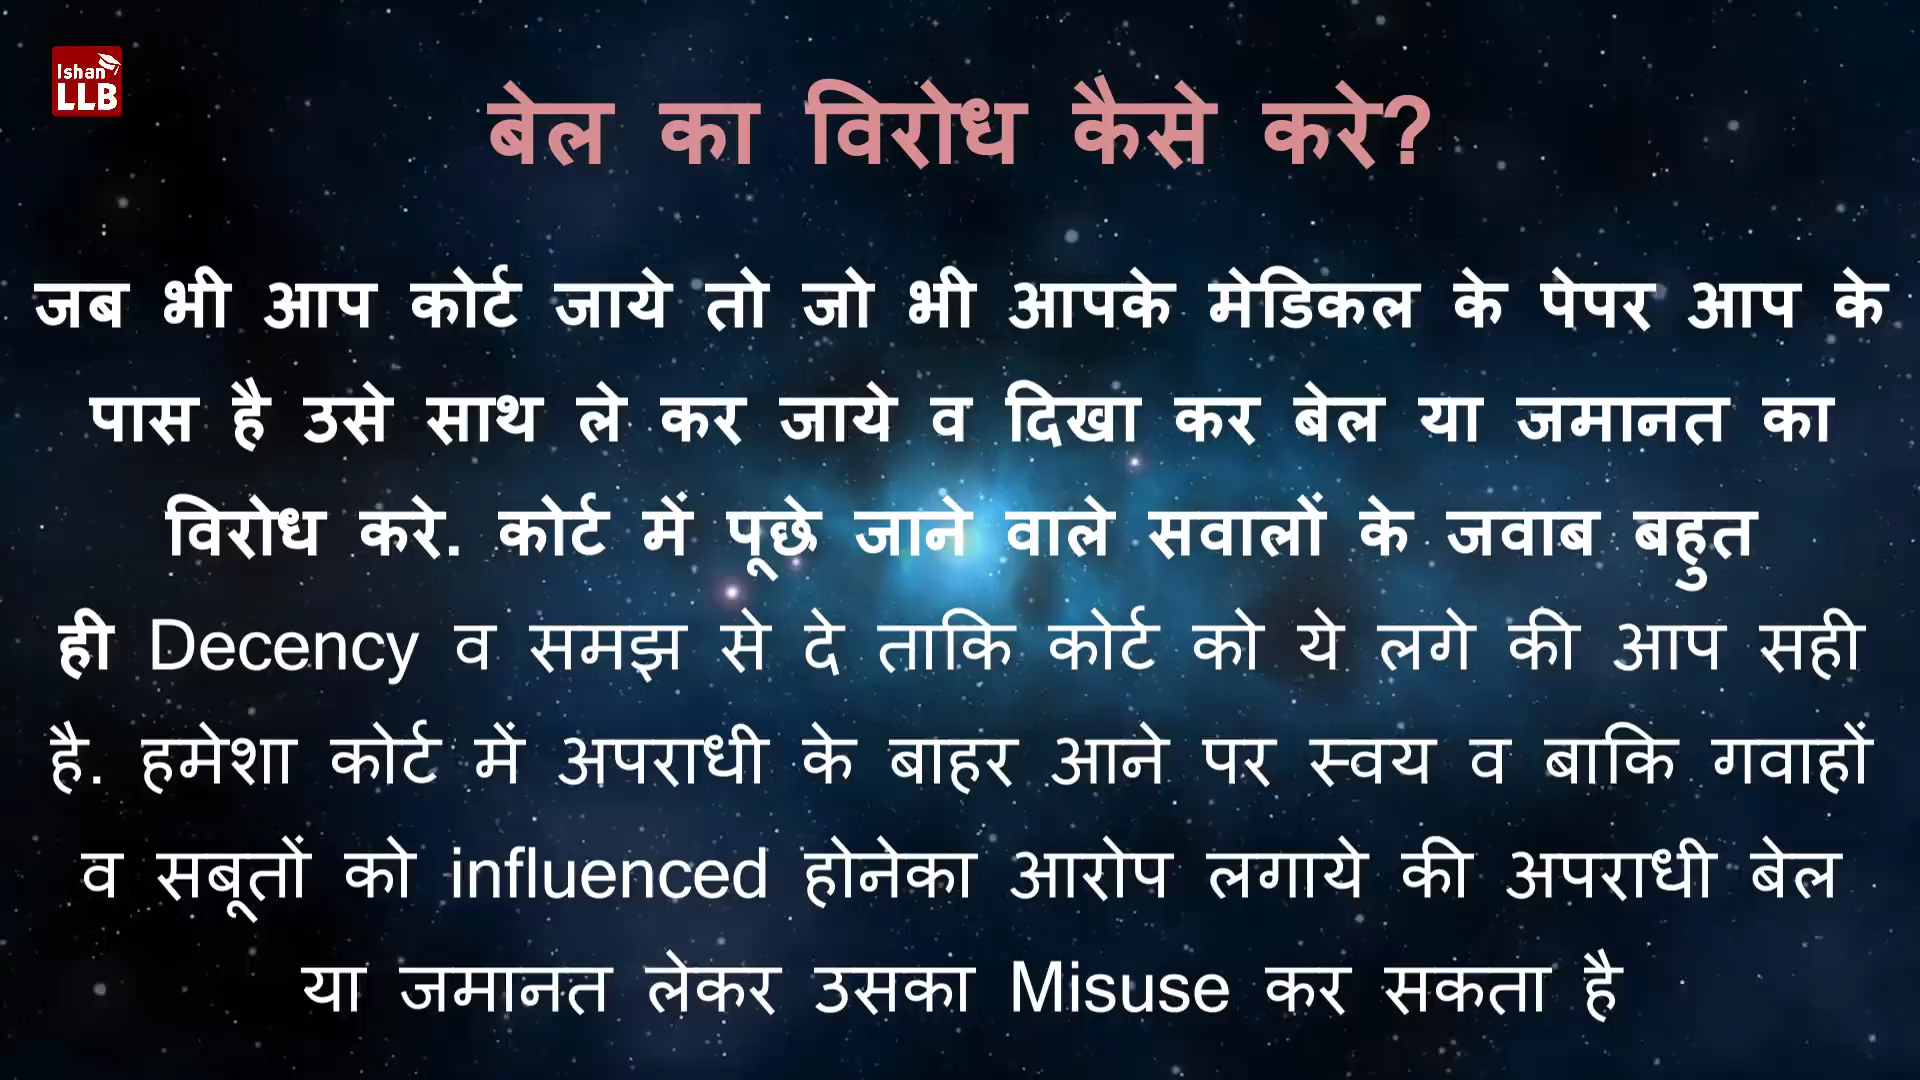 Ishan
LLB
बेल का विरोध कैसे करे?
जब भी आप कोर्ट जाये तो जो भी आपके मेडिकल के पेपर आप के
पास है उसे साथ ले कर जाये व दिखा कर बेल या जमानत का
विरोध करे. कोर्ट में पूछे जाने वाले सवालों के जवाब बहुत
ही Decency व समझ से दे ताकि कोर्ट को ये लगे की आप सही
है. हमेशा कोर्ट में अपराधी के बाहर आने पर स्वय व बाकि गवाहों
व सबूतों को influenced होनेका आरोप लगाये की अपराधी बेल
या जमानत लेकर उसका Misuse कर सकता है